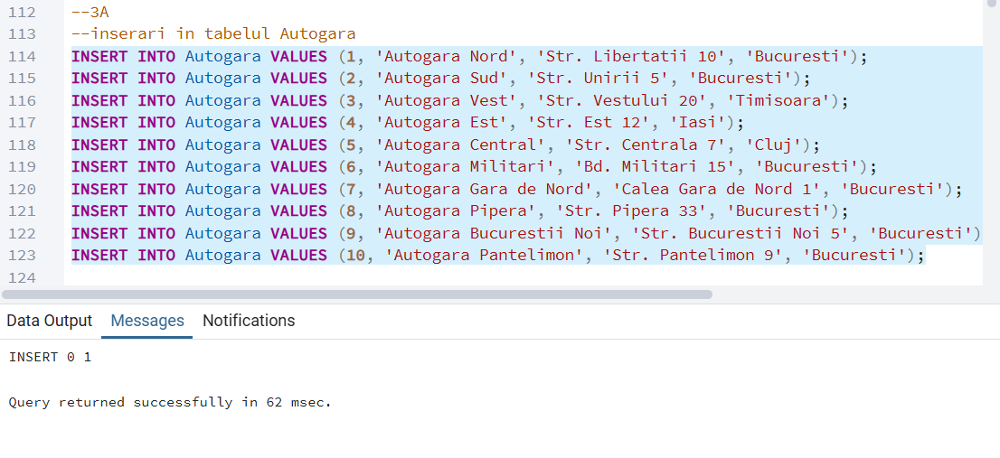 112 --3A
113 --inserari in tabelul Autogara
114 INSERT INTO Autogara VALUES (1, 'Autogara Nord', 'Str. Libertatii 10', 'Bucuresti');
115 INSERT INTO Autogara VALUES (2, 'Autogara Sud', 'Str. Unirii 5', 'Bucuresti');
116 INSERT INTO Autogara VALUES (3, 'Autogara Vest', 'Str. Vestului 20', 'Timisoara');
117 INSERT INTO Autogara VALUES (4, 'Autogara Est', 'Str. Est 12', 'Iasi');
118 INSERT INTO Autogara VALUES (5, 'Autogara Central', 'Str. Centrala 7', 'Cluj');
119 INSERT INTO Autogara VALUES (6, 'Autogara Militari', 'Bd. Militari 15', 'Bucuresti');
120 INSERT INTO Autogara VALUES (7, 'Autogara Gara de Nord', 'Calea Gara de Nord 1', 'Bucuresti');
121 INSERT INTO Autogara VALUES (8, 'Autogara Pipera', 'Str. Pipera 33', 'Bucuresti');
122 INSERT INTO Autogara VALUES (9, 'Autogara Bucurestii Noi', 'Str. Bucurestii Noi 5', 'Bucuresti')
123 INSERT INTO Autogara VALUES (10, 'Autogara Pantelimon', 'Str. Pantelimon 9', 'Bucuresti');
124
Data Output Messages Notifications
INSERT 0 1
Query returned successfully in 62 msec.